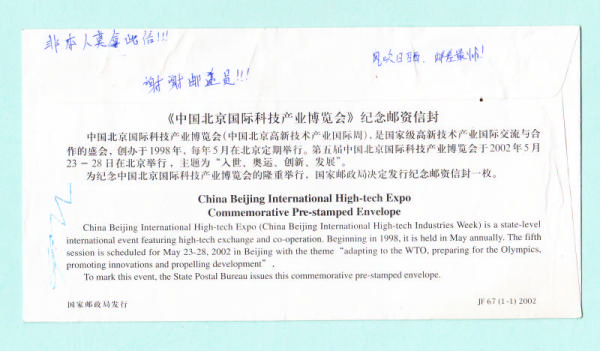 非本人莫拿此信!!!
风吹日晒、邮差最帅!
谢谢邮递员!!!
《中国北京国际科技产业博览会》纪念邮资信封
中国北京国际科技产业博览会(中国北京高新技术产业国际周),是国家级高新技术产业国际交流与合
作的盛会,创办于1998年,每年5月在北京定期举行。第五届中国北京国际科技产业博览会于2002年5月
23－28日在北京举行,主题为“入世、奥运、创新、发展”。
为纪念中国北京国际科技产业博览会的隆重举行,国家邮政局决定发行纪念邮资信封一枚。
China Beijing International High-tech Expo
Commemorative Pre-stamped Envelope
China Beijing International High-tech Expo (China Beijing International High-tech Industries Week) is a state-level
international event featuring high-tech exchange and co-operation. Beginning in 1998, it is held in May annually. The fifth
session is scheduled for May 23-28, 2002 in Beijing with the theme “adapting to the WTO, preparing for the Olympics,
promoting innovations and propelling development”.
To mark this event, the State Postal Bureau issues this commemorative pre-stamped envelope.
国家邮政局发行
JF 67 (1-1) 2002